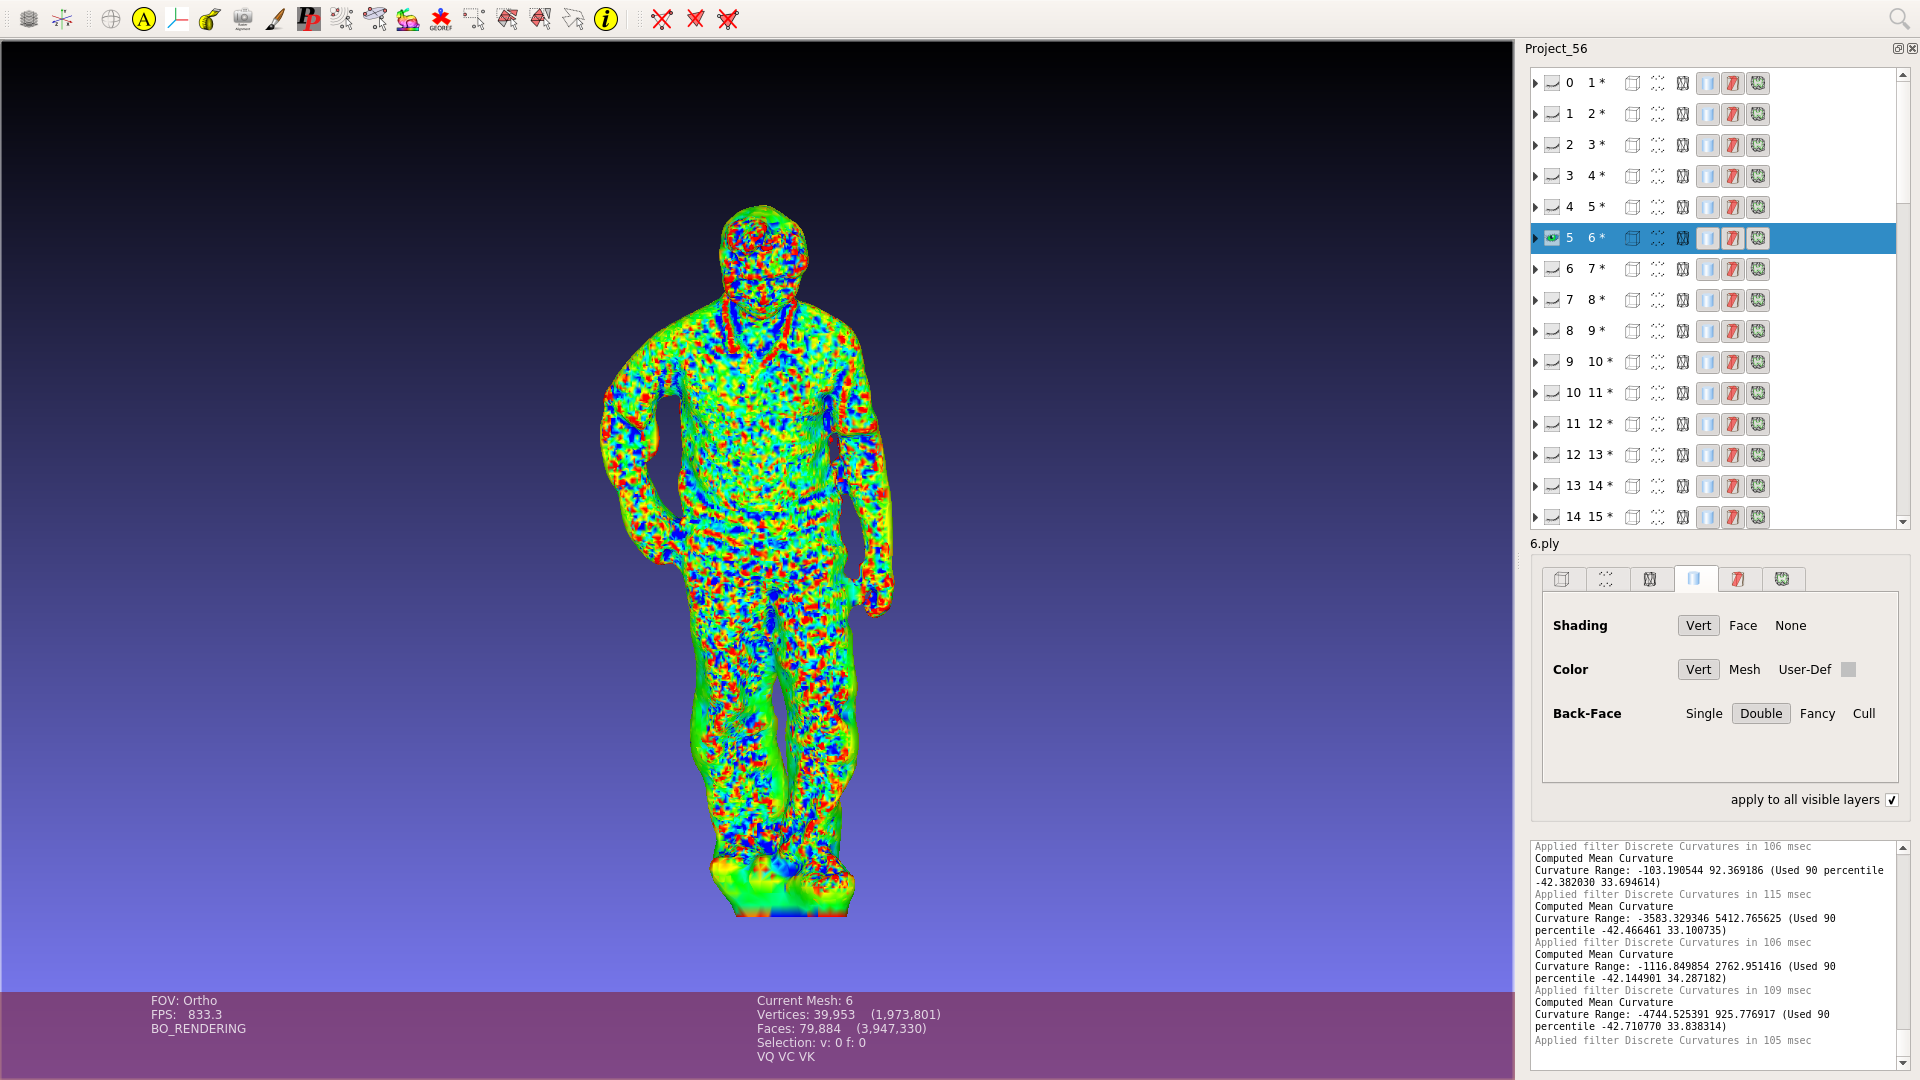 A
PP
GEOREF
i
Project_56
0 1 *
1 2 *
2 3 *
3 4 *
4 5 *
5 6 *
6 7 *
7 8 *
8 9 *
9 10 *
10 11 *
11 12 *
12 13 *
13 14 *
14 15 *
6.ply
Shading Vert Face None
Color Vert Mesh User-Def
Back-Face Single Double Fancy Cull
apply to all visible layers
Applied filter Discrete Curvatures in 106 msec
Computed Mean Curvature
Curvature Range: -103.190544 92.369186 (Used 90 percentile
-42.382030 33.694614)
Applied filter Discrete Curvatures in 115 msec
Computed Mean Curvature
Curvature Range: -3583.329346 5412.765625 (Used 90
percentile -42.466461 33.100735)
Applied filter Discrete Curvatures in 106 msec
Computed Mean Curvature
Curvature Range: -1116.849854 2762.951416 (Used 90
percentile -42.144901 34.287182)
Applied filter Discrete Curvatures in 109 msec
Computed Mean Curvature
Curvature Range: -4744.525391 925.776917 (Used 90
percentile -42.710770 33.838314)
Applied filter Discrete Curvatures in 105 msec
FOV: Ortho
FPS: 833.3
BO_RENDERING
Current Mesh: 6
Vertices: 39,953 (1,973,801)
Faces: 79,884 (3,947,330)
Selection: v: 0 f: 0
VQ VC VK